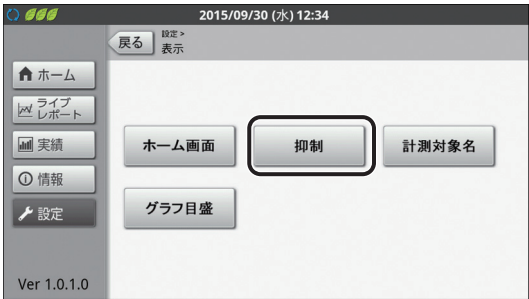 2015/09/30 (水) 12:34
戻る
設定 >
表示
ホーム
ライブ
レポート
実績
情報
設定
ホーム画面
抑制
計測対象名
グラフ目盛
Ver 1.0.1.0